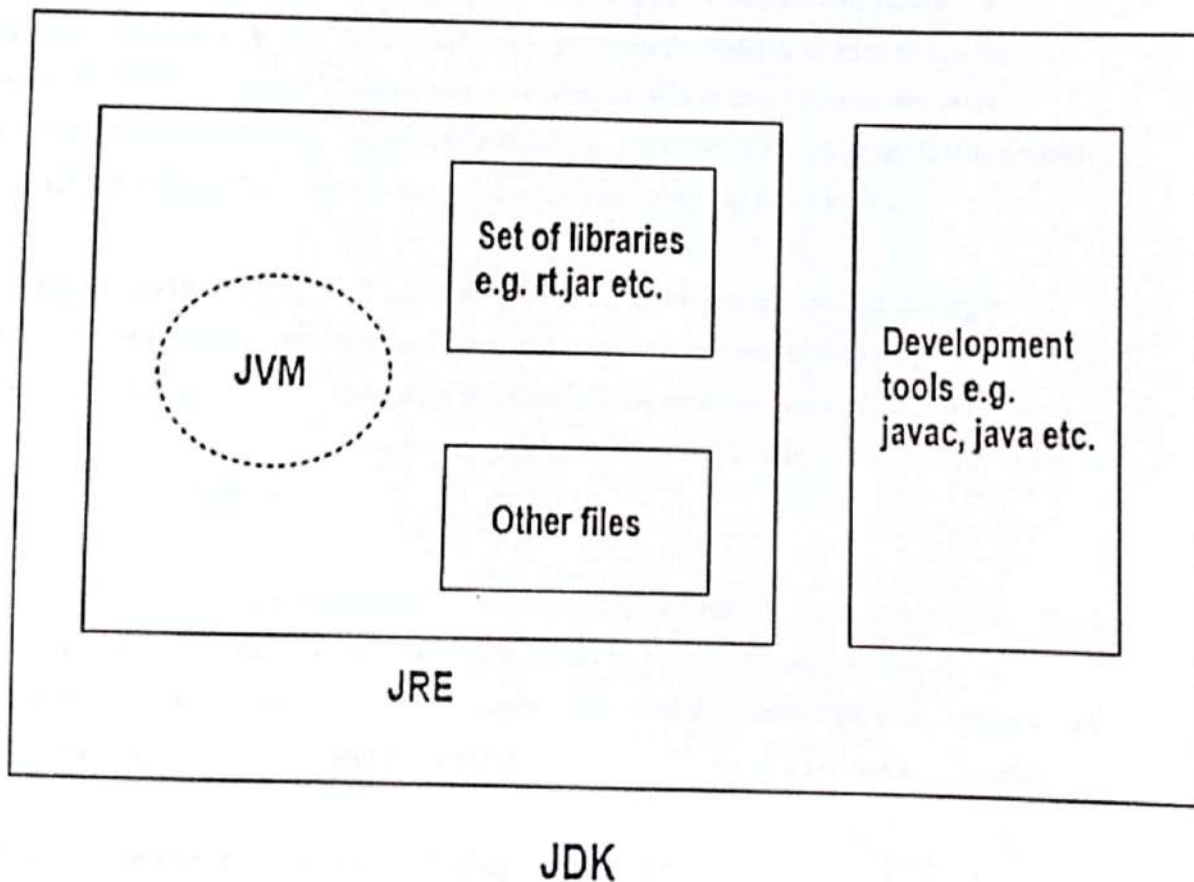 Set of libraries
e.g. rt.jar etc.
JVM
Development
tools e.g.
javac, java etc.
Other files
JRE
JDK